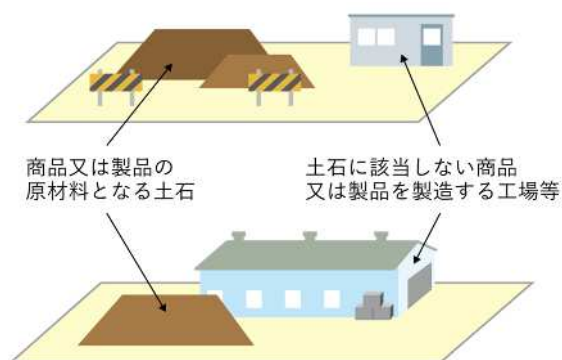 商品又は製品の
原材料となる土石
土石に該当しない商品
又は製品を製造する工場等